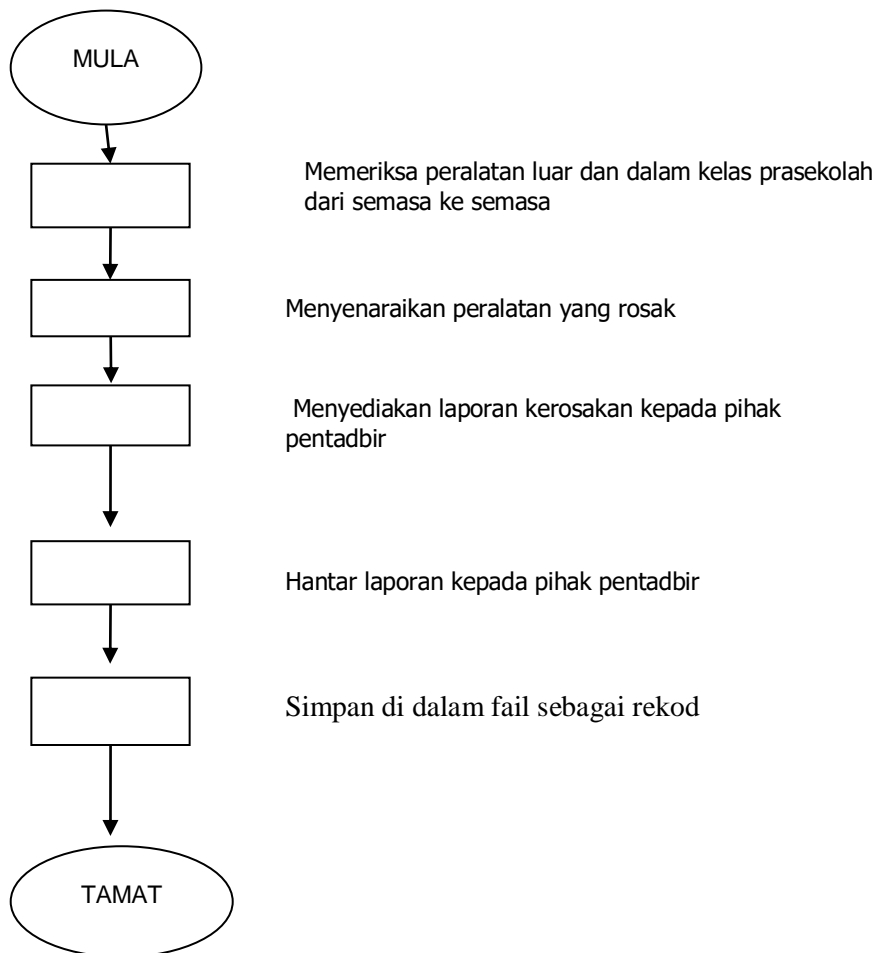 MULA
Memeriksa peralatan luar dan dalam kelas prasekolah
dari semasa ke semasa
Menyenaraikan peralatan yang rosak
Menyediakan laporan kerosakan kepada pihak
pentadbir
Hantar laporan kepada pihak pentadbir
Simpan di dalam fail sebagai rekod
TAMAT